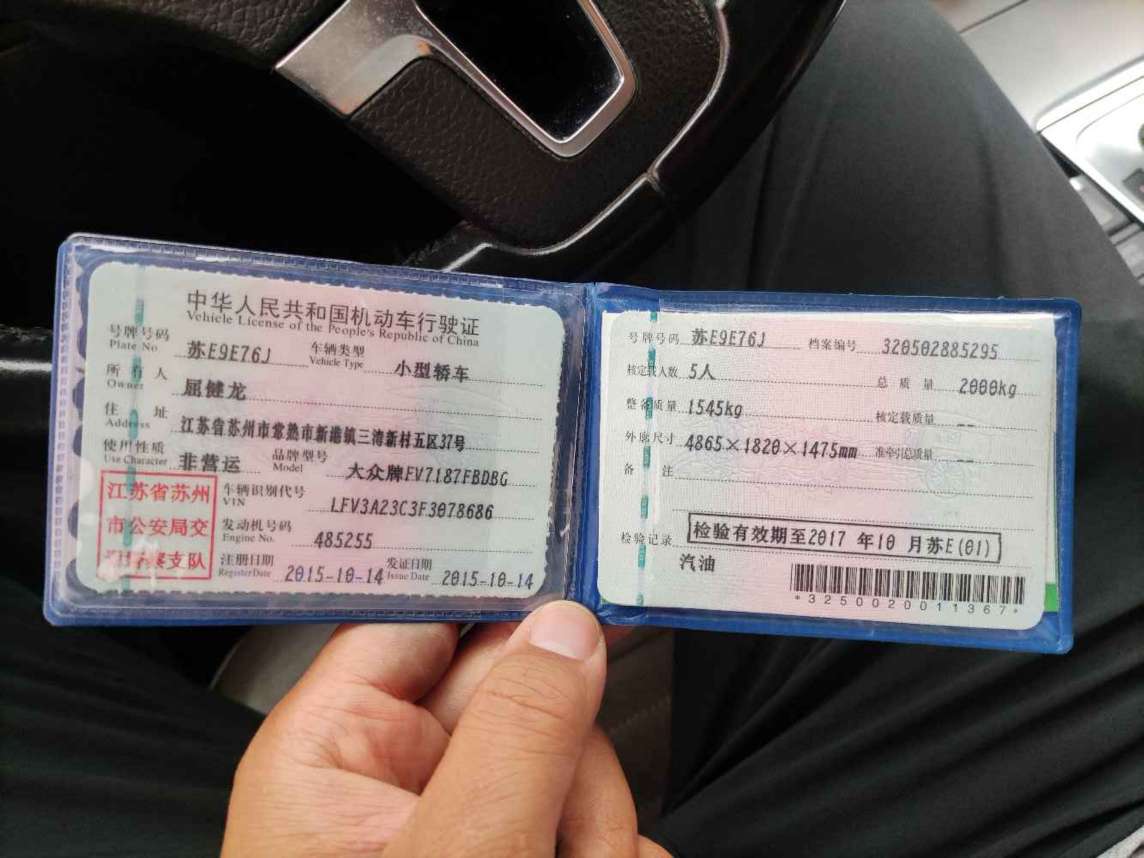 中华人民共和国机动车行驶证
Vehicle License of the People's Republic of China
号牌号码 苏E9E76J 车辆类型 小型轿车
Plate No Vehicle Type
所有人 屈健龙
Owner
住址 江苏省苏州市常熟市新港镇三湾新村五区37号
Address
使用性质 非营运 品牌型号 大众牌FV7187FBDBG
Use Character Model
江苏省苏州
市公安局交
支队
车辆识别代号 LFV3A23C3F3078686
VIN
发动机号码 485255
Engine No.
注册日期 2015-10-14 发证日期 2015-10-14
Register Date Issue Date
号牌号码 苏E9E76J 档案编号 320502885295
核定载人数 5人 总质量 2000kg
整备质量 1545kg 核定载质量 --
外廓尺寸 4865×1820×1475mm 准牵引总质量 --
备注
检验记录 检验有效期至2017 年10 月苏E(01)
汽油
*3250020011367*